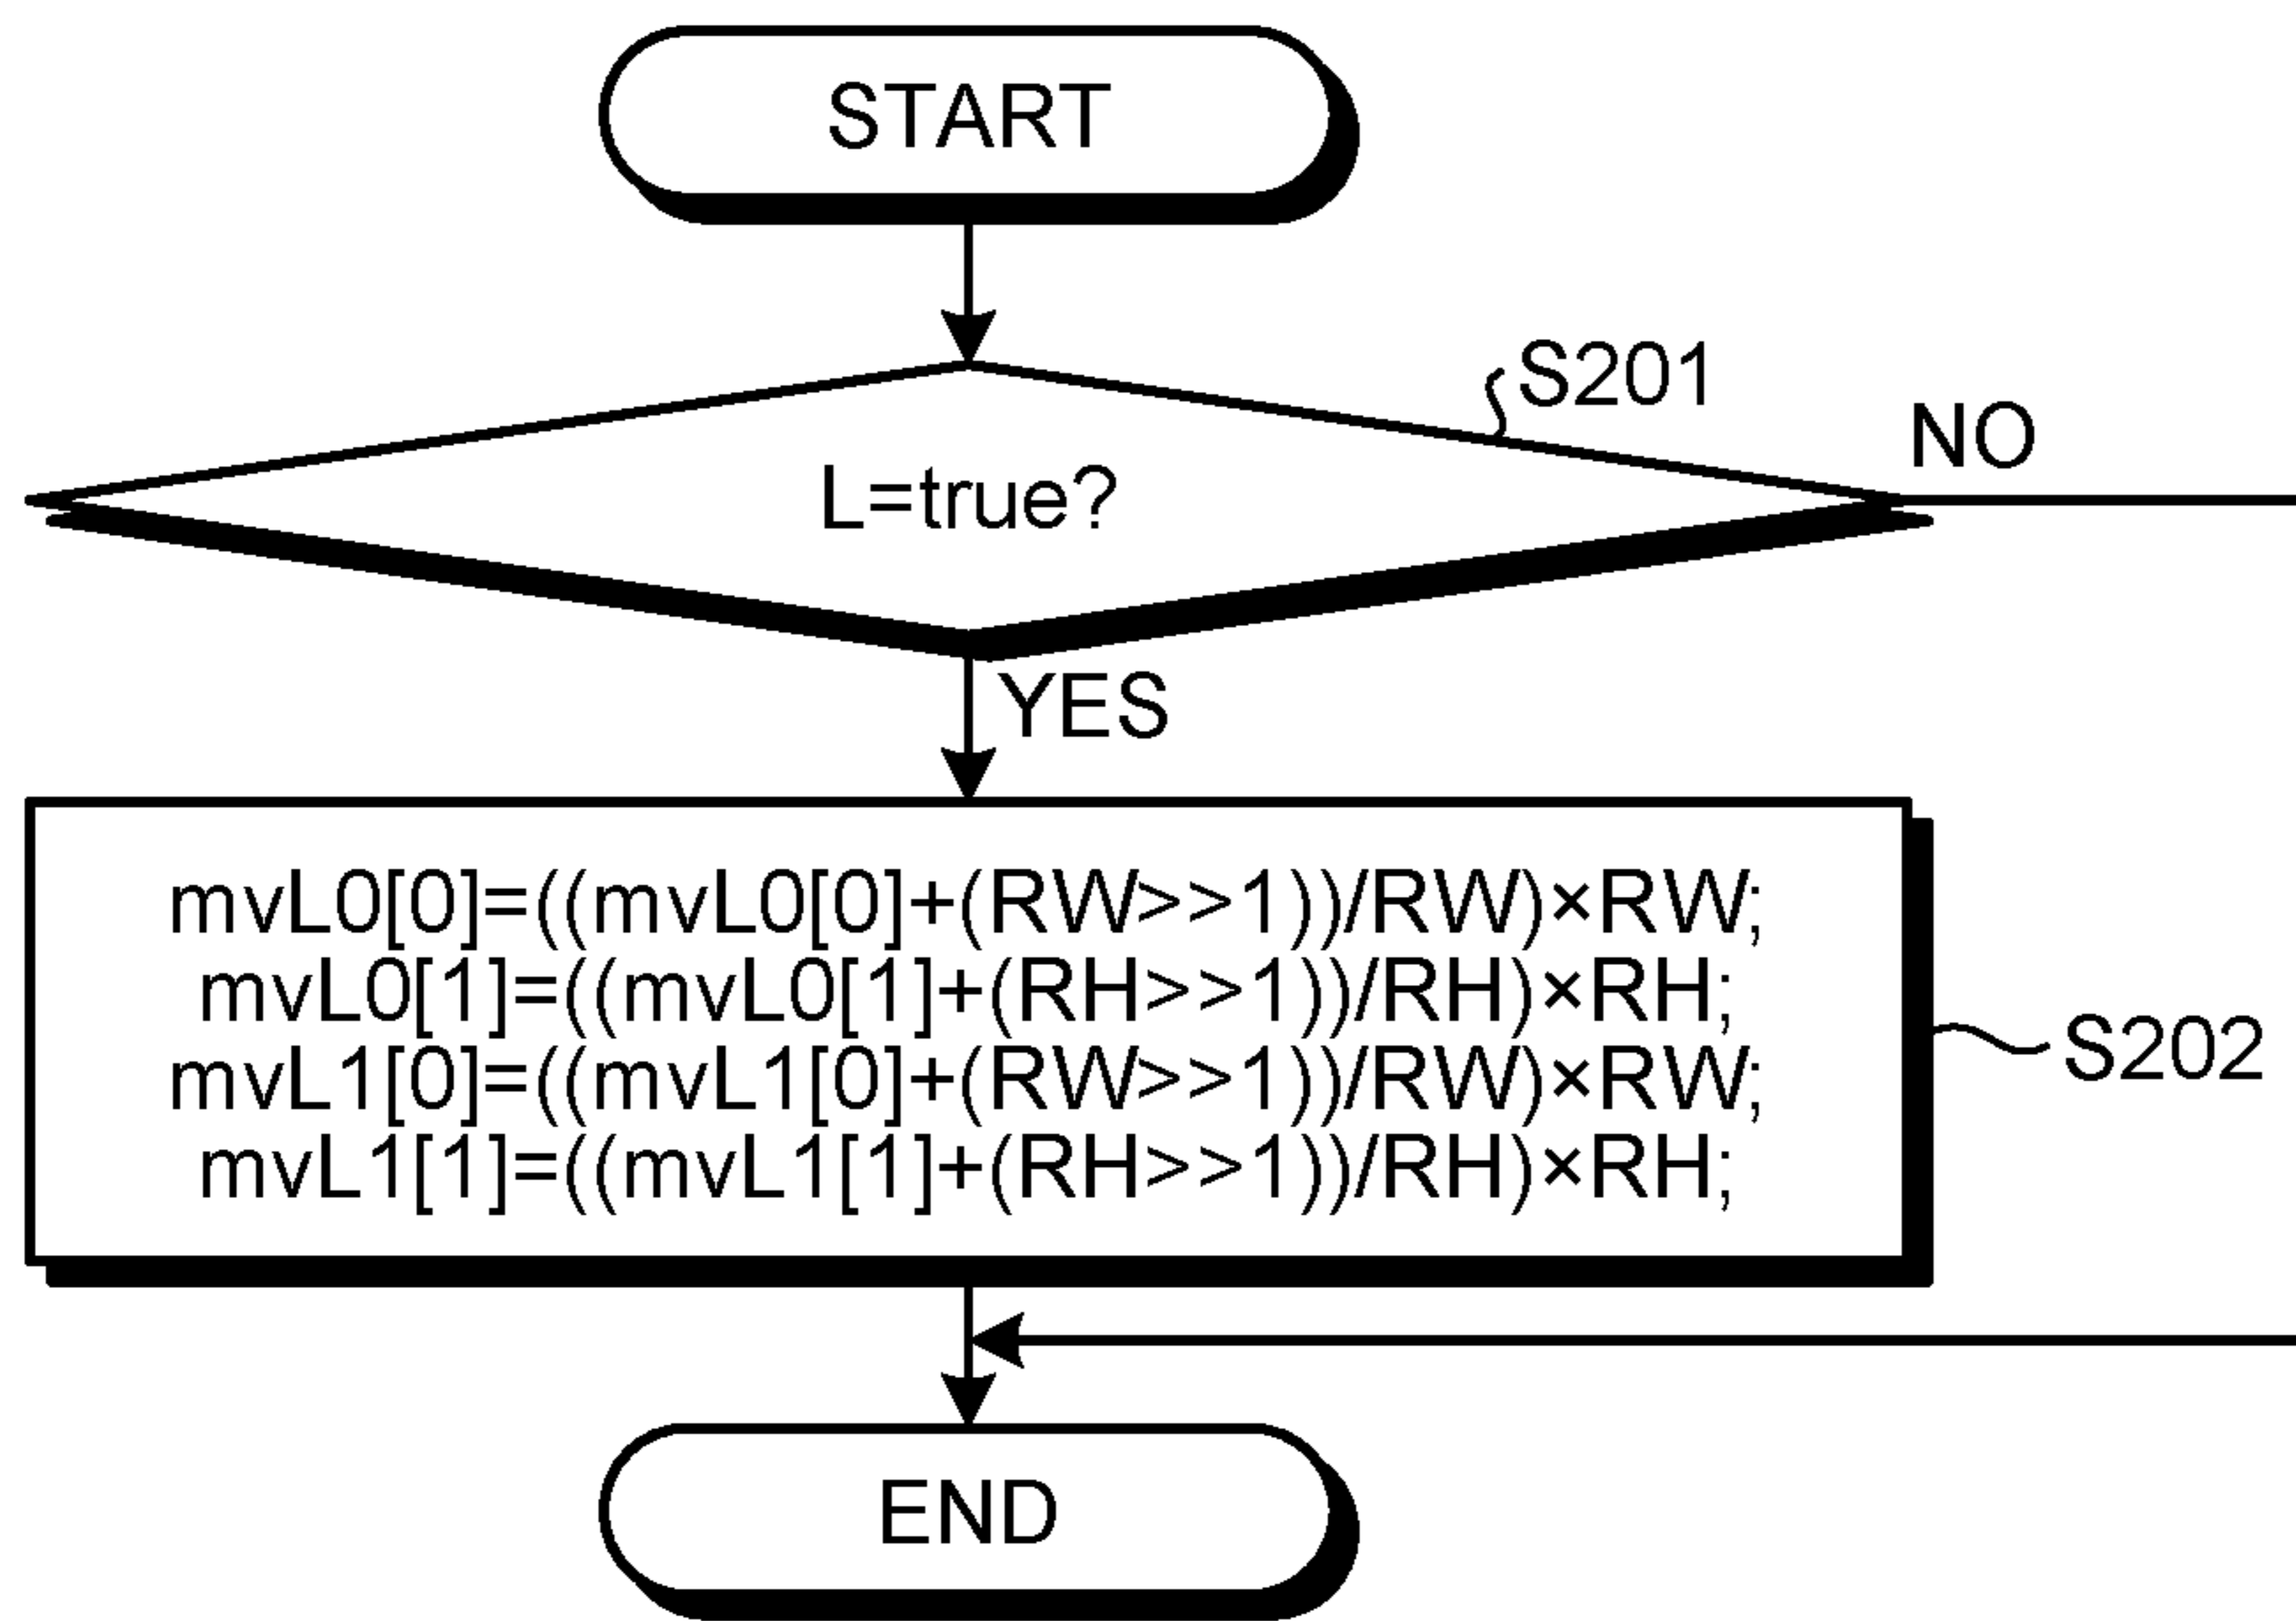 START
S201
NO
L=true?
YES
mvL0[0]=((mvL0[0]+(RW>>1))/RW)×RW;
mvL0[1]=((mvL0[1]+(RH>>1))/RH)×RH;
mvL1[0]=((mvL1[0]+(RW>>1))/RW)×RW;
mvL1[1]=((mvL1[1]+(RH>>1))/RH)×RH;
S202
END